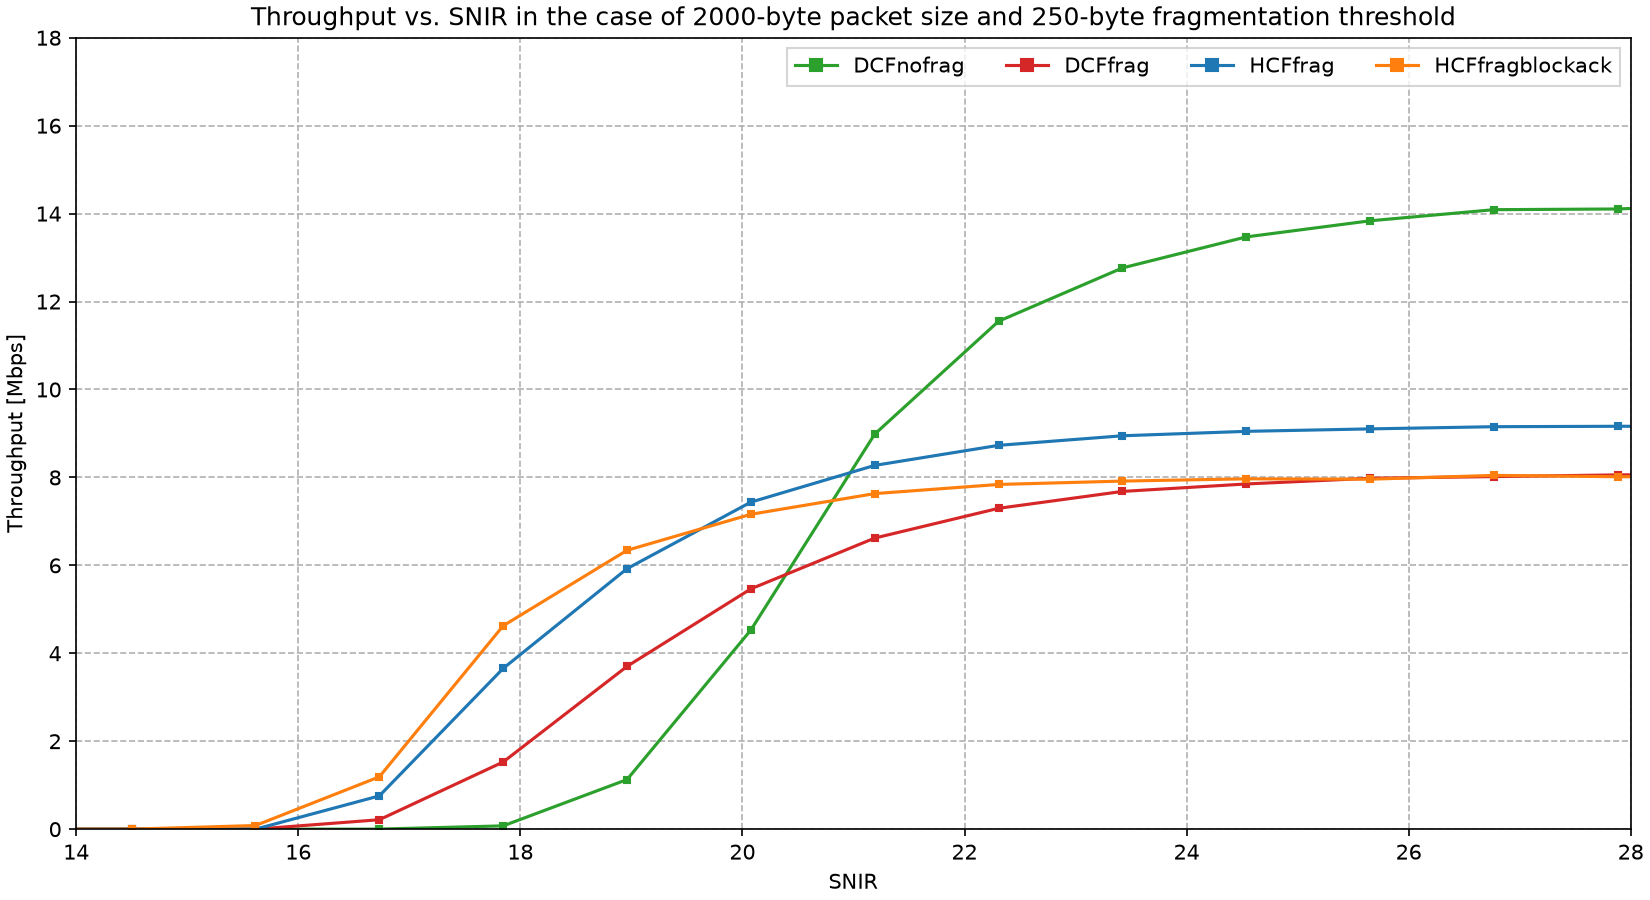 Throughput vs. SNIR in the case of 2000-byte packet size and 250-byte fragmentation threshold
DCFnofrag DCFfrag HCFfrag HCFfragblockack
Throughput [Mbps]
18
16
14
12
10
8
6
4
2
0
14 16 18 20 22 24 26 28
SNIR